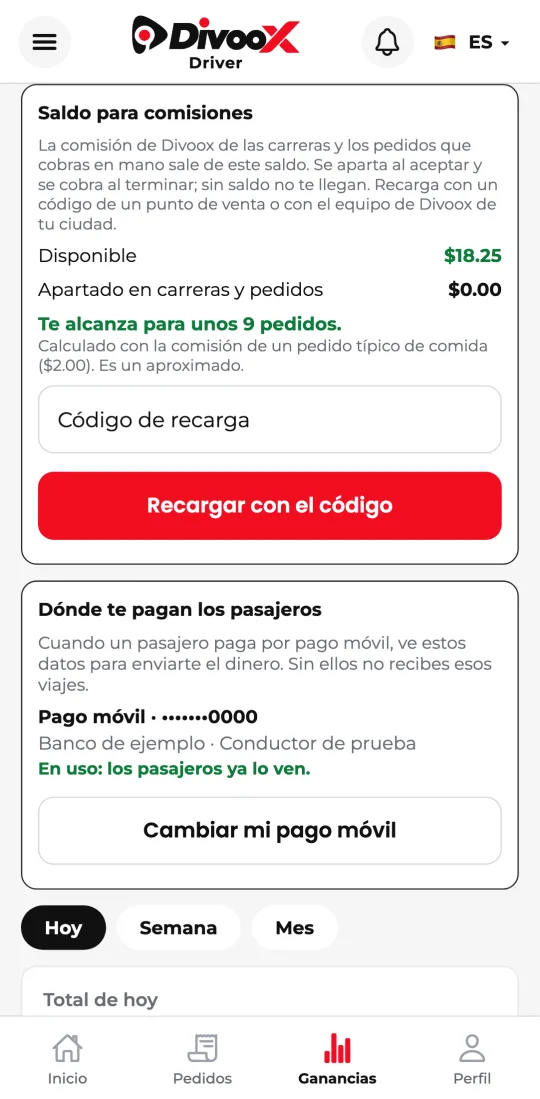 DivooX
Driver
ES
Saldo para comisiones
La comisión de Divoox de las carreras y los pedidos que
cobras en mano sale de este saldo. Se aparta al aceptar y
se cobra al terminar; sin saldo no te llegan. Recarga con un
código de un punto de venta o con el equipo de Divoox de
tu ciudad.
Disponible $18.25
Apartado en carreras y pedidos $0.00
Te alcanza para unos 9 pedidos.
Calculado con la comisión de un pedido típico de comida
($2.00). Es un aproximado.
Código de recarga
Recargar con el código
Dónde te pagan los pasajeros
Cuando un pasajero paga por pago móvil, ve estos
datos para enviarte el dinero. Sin ellos no recibes esos
viajes.
Pago móvil · •••••••0000
Banco de ejemplo · Conductor de prueba
En uso: los pasajeros ya lo ven.
Cambiar mi pago móvil
Hoy Semana Mes
Total de hoy
Inicio Pedidos Ganancias Perfil